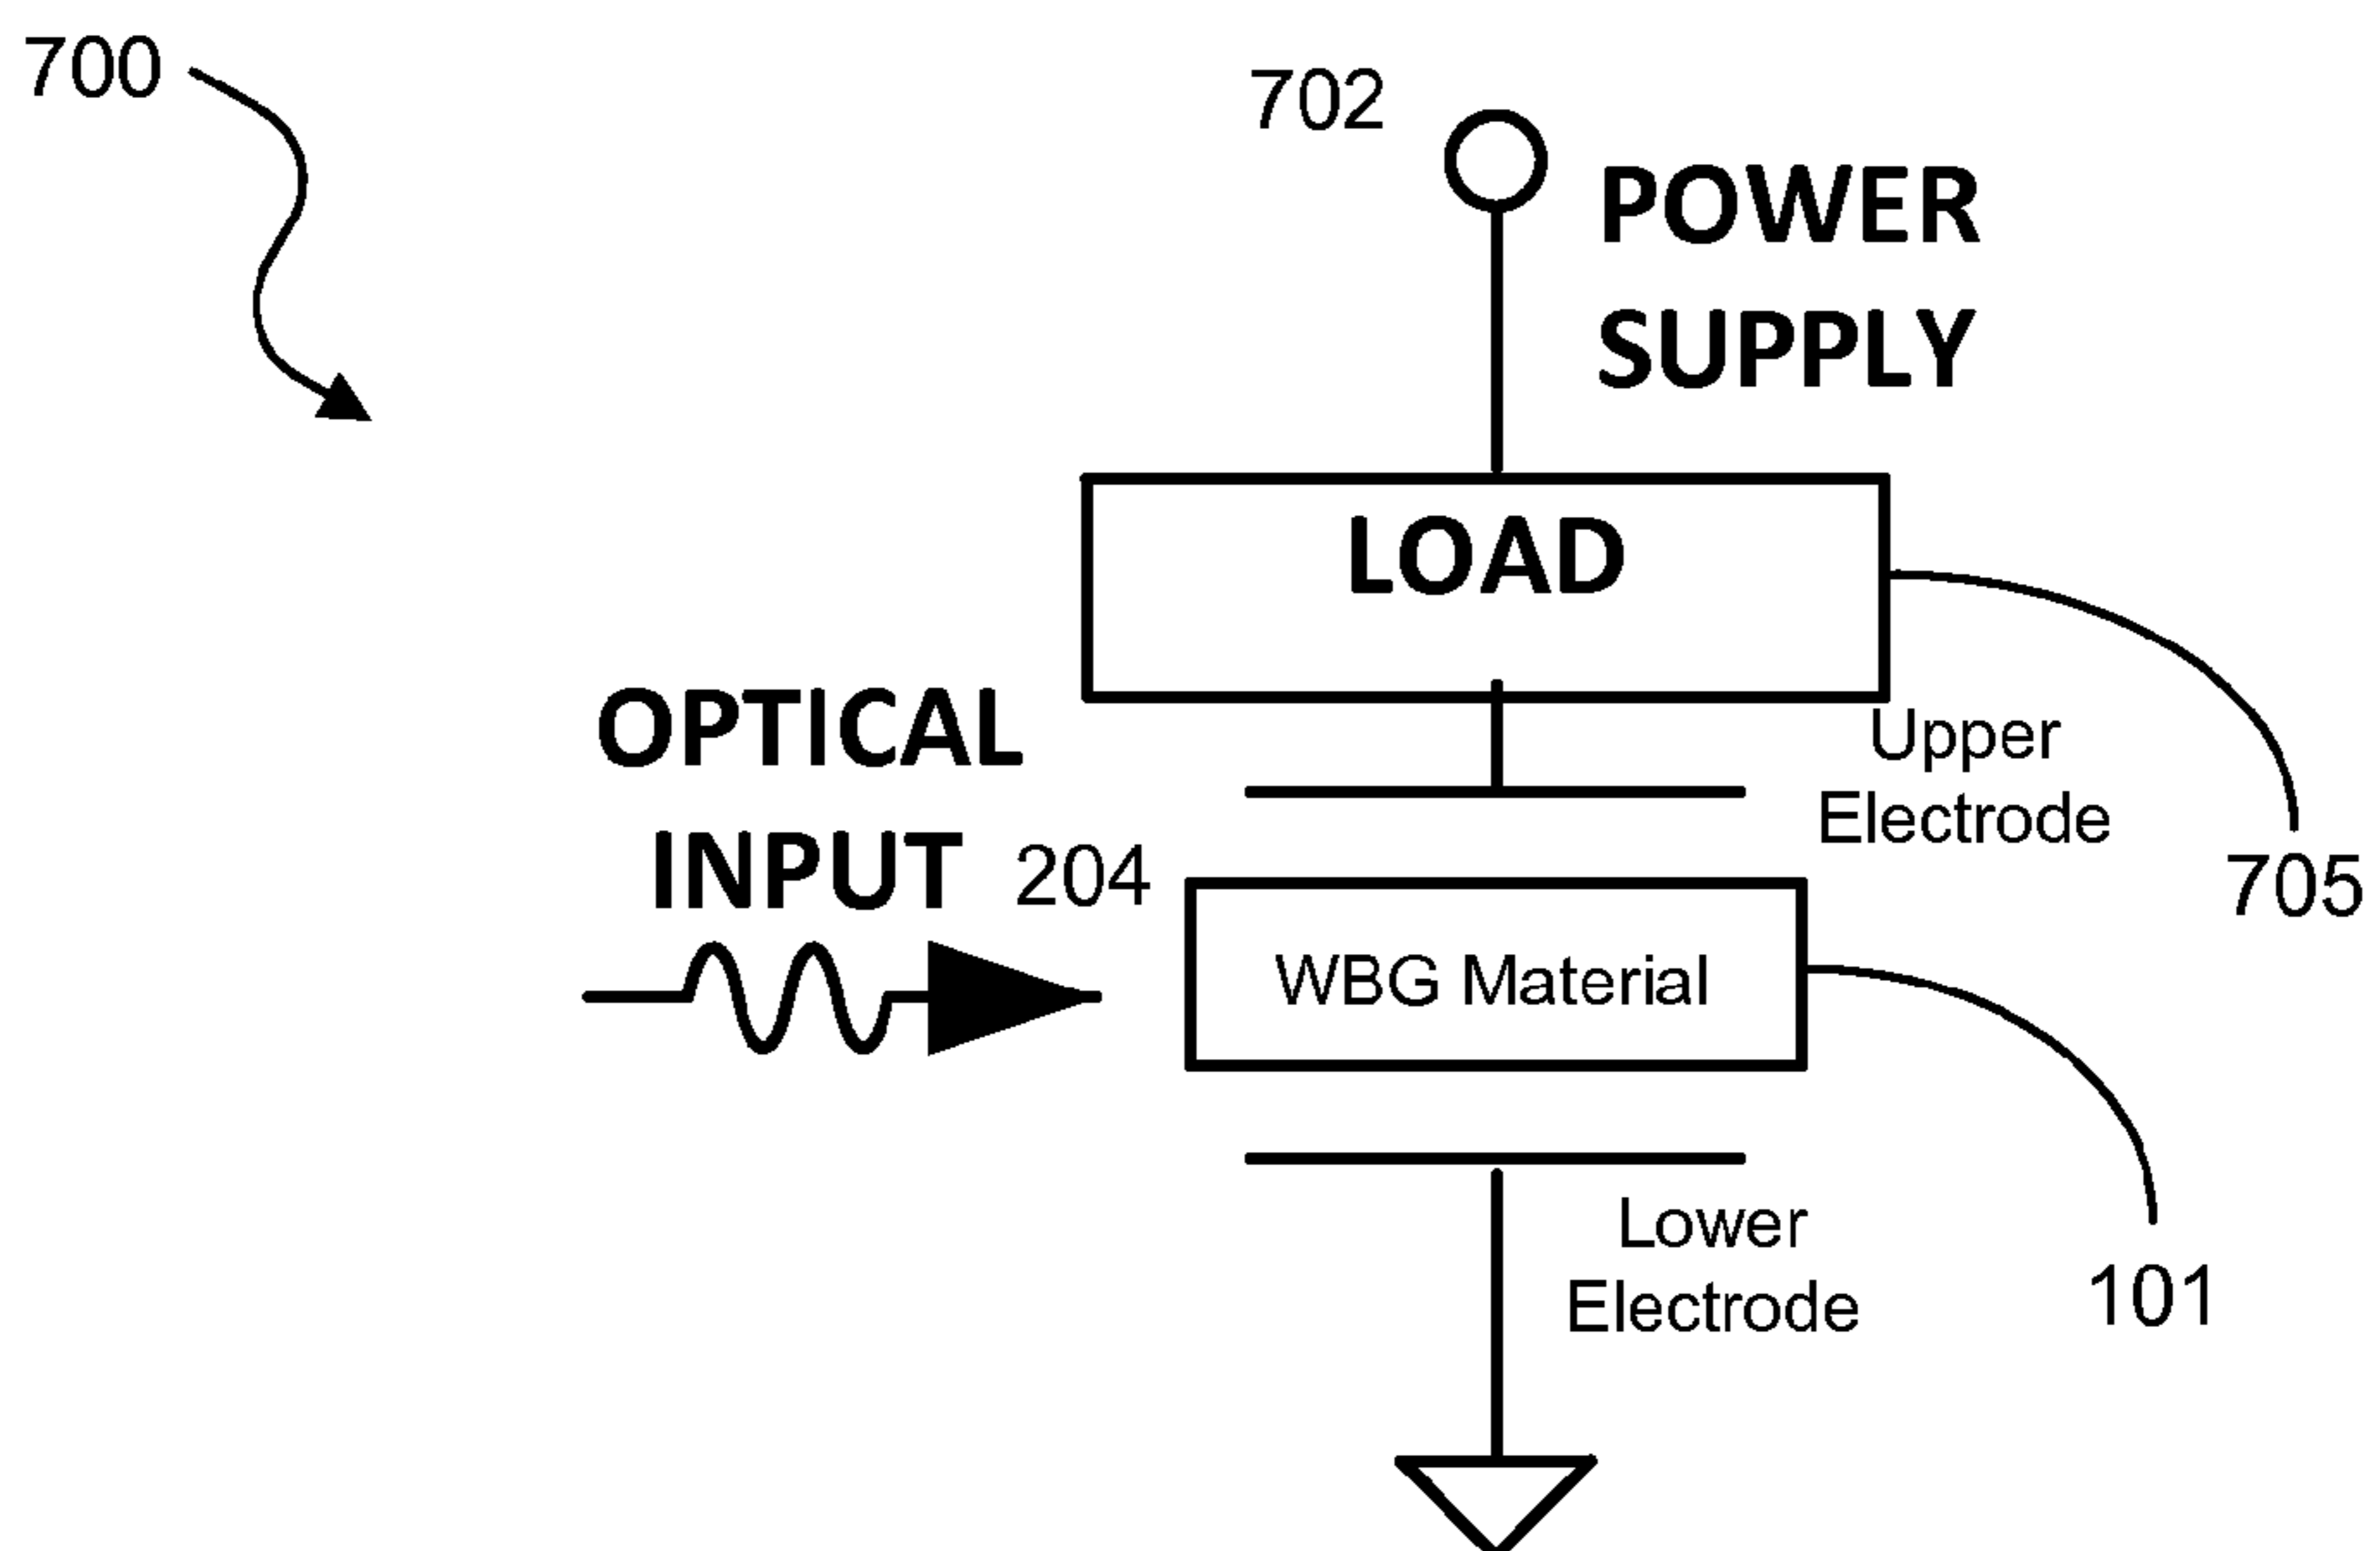 700
702
POWER
SUPPLY
LOAD
OPTICAL
INPUT
204
Upper
Electrode
705
WBG Material
Lower
Electrode
101